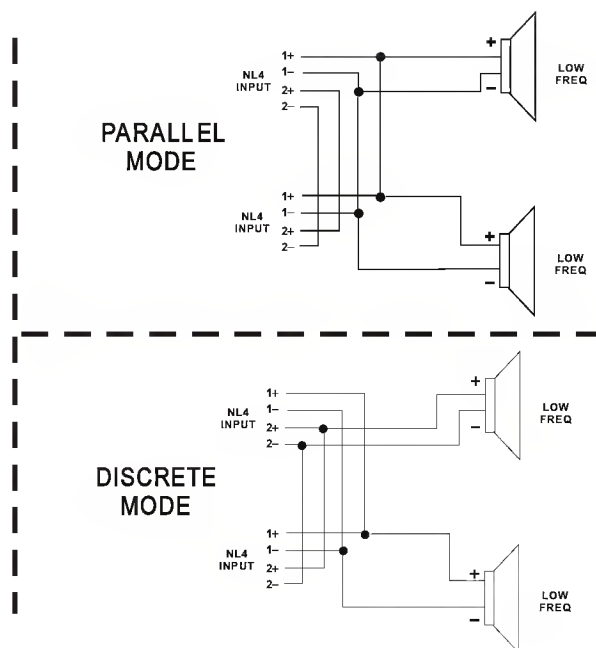 1+
1–
2+
2–
NL4
INPUT
+
–
LOW
FREQ
PARALLEL
MODE
1+
1–
2+
2–
NL4
INPUT
+
–
LOW
FREQ
1+
1–
2+
2–
NL4
INPUT
+
–
LOW
FREQ
DISCRETE
MODE
1+
1–
2+
2–
NL4
INPUT
+
–
LOW
FREQ